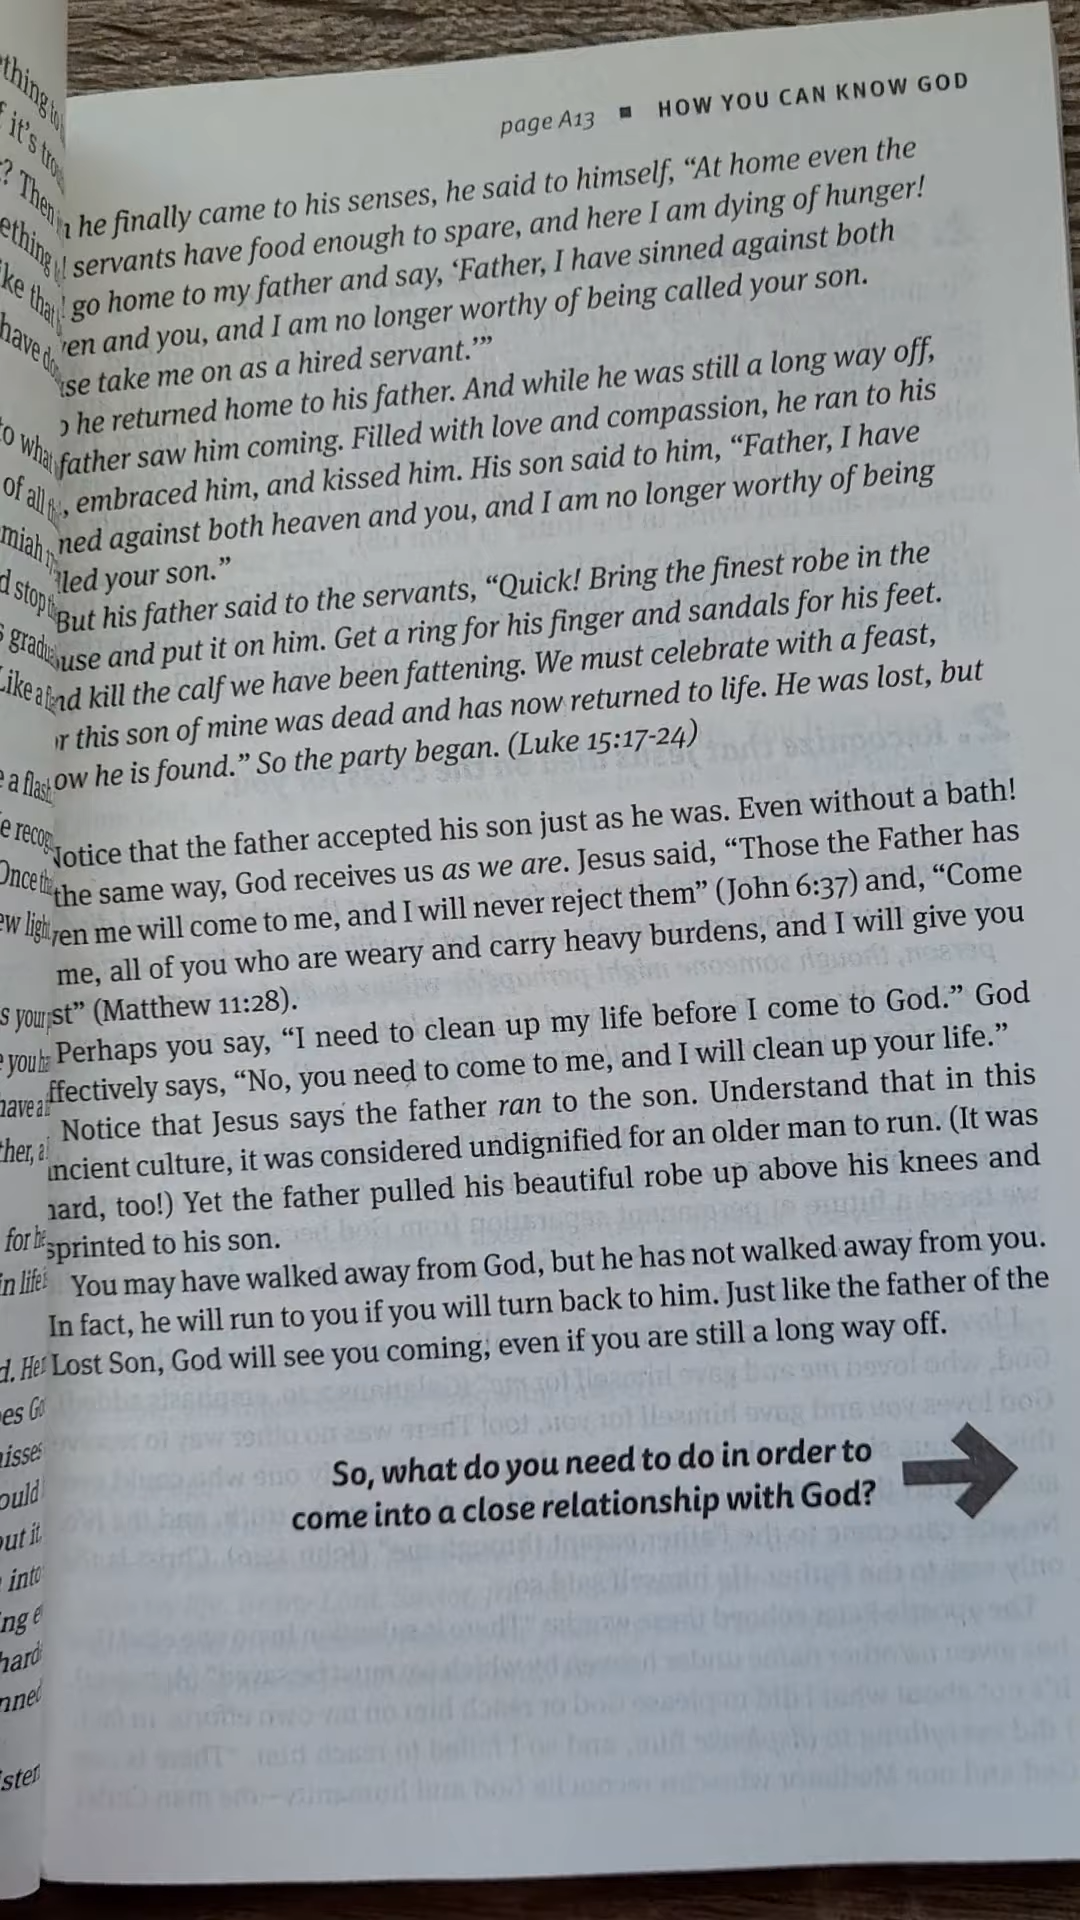 page A13 ■ HOW YOU CAN KNOW GOD
he finally came to his senses, he said to himself, “At home even the
servants have food enough to spare, and here I am dying of hunger!
go home to my father and say, ‘Father, I have sinned against both
and you, and I am no longer worthy of being called your son.
take me on as a hired servant.’”
he returned home to his father. And while he was still a long way off,
father saw him coming. Filled with love and compassion, he ran to his
, embraced him, and kissed him. His son said to him, “Father, I have
against both heaven and you, and I am no longer worthy of being
your son.”
But his father said to the servants, “Quick! Bring the finest robe in the
and put it on him. Get a ring for his finger and sandals for his feet.
kill the calf we have been fattening. We must celebrate with a feast,
this son of mine was dead and has now returned to life. He was lost, but
he is found.” So the party began. (Luke 15:17-24)
Notice that the father accepted his son just as he was. Even without a bath!
the same way, God receives us as we are. Jesus said, “Those the Father has
me will come to me, and I will never reject them” (John 6:37) and, “Come
me, all of you who are weary and carry heavy burdens, and I will give you
(Matthew 11:28).
Perhaps you say, “I need to clean up my life before I come to God.” God
effectively says, “No, you need to come to me, and I will clean up your life.”
Notice that Jesus says the father ran to the son. Understand that in this
ancient culture, it was considered undignified for an older man to run. (It was
hard, too!) Yet the father pulled his beautiful robe up above his knees and
sprinted to his son.
You may have walked away from God, but he has not walked away from you.
In fact, he will run to you if you will turn back to him. Just like the father of the
Lost Son, God will see you coming, even if you are still a long way off.
So, what do you need to do in order to
come into a close relationship with God?